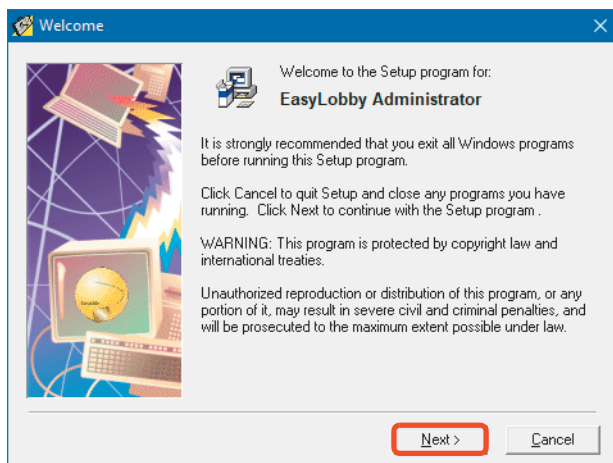 Welcome
Welcome to the Setup program for:
EasyLobby Administrator
It is strongly recommended that you exit all Windows programs
before running this Setup program.
Click Cancel to quit Setup and close any programs you have
running.  Click Next to continue with the Setup program .
WARNING: This program is protected by copyright law and
international treaties.
Unauthorized reproduction or distribution of this program, or any
portion of it, may result in severe civil and criminal penalties, and
will be prosecuted to the maximum extent possible under law.
EasyLobby
Next >
Cancel